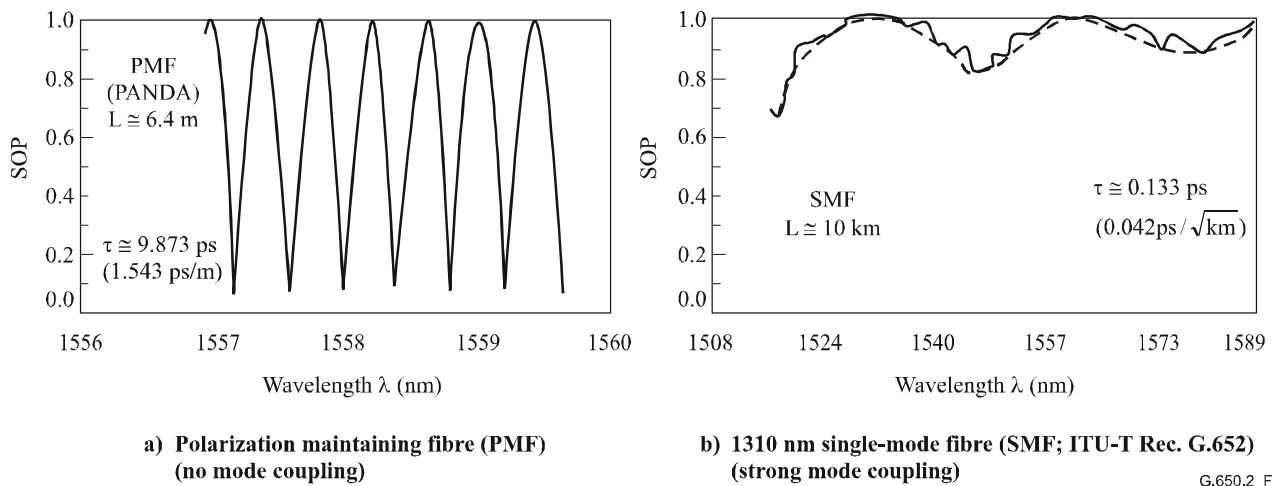 SOP
1.0
0.8
0.6
0.4
0.2
0.0
PMF
(PANDA)
L ≅ 6.4 m
τ ≅ 9.873 ps
(1.543 ps/m)
1556
1557
1558
1559
1560
Wavelength λ (nm)
a) Polarization maintaining fibre (PMF)
(no mode coupling)
SOP
1.0
0.8
0.6
0.4
0.2
0.0
SMF
L ≅ 10 km
τ ≅ 0.133 ps
(0.042ps/√km)
1508
1524
1540
1557
1573
1589
Wavelength λ (nm)
b) 1310 nm single-mode fibre (SMF; ITU-T Rec. G.652)
(strong mode coupling)
G.650.2_F